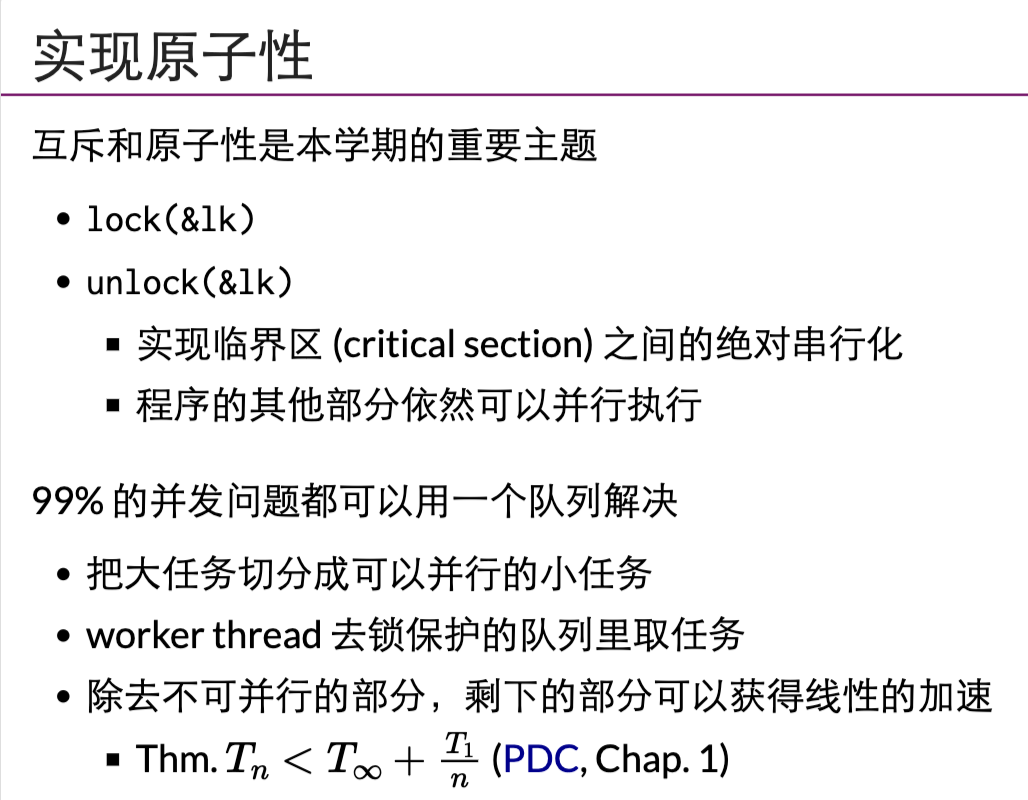 实现原子性
互斥和原子性是本学期的重要主题
• lock(&lk)
• unlock(&lk)
▪ 实现临界区 (critical section) 之间的绝对串行化
▪ 程序的其他部分依然可以并行执行
99% 的并发问题都可以用一个队列解决
• 把大任务切分成可以并行的小任务
• worker thread 去锁保护的队列里取任务
• 除去不可并行的部分，剩下的部分可以获得线性的加速
▪ Thm. $T_n < T_\infty + \frac{T_1}{n}$ (PDC, Chap. 1)